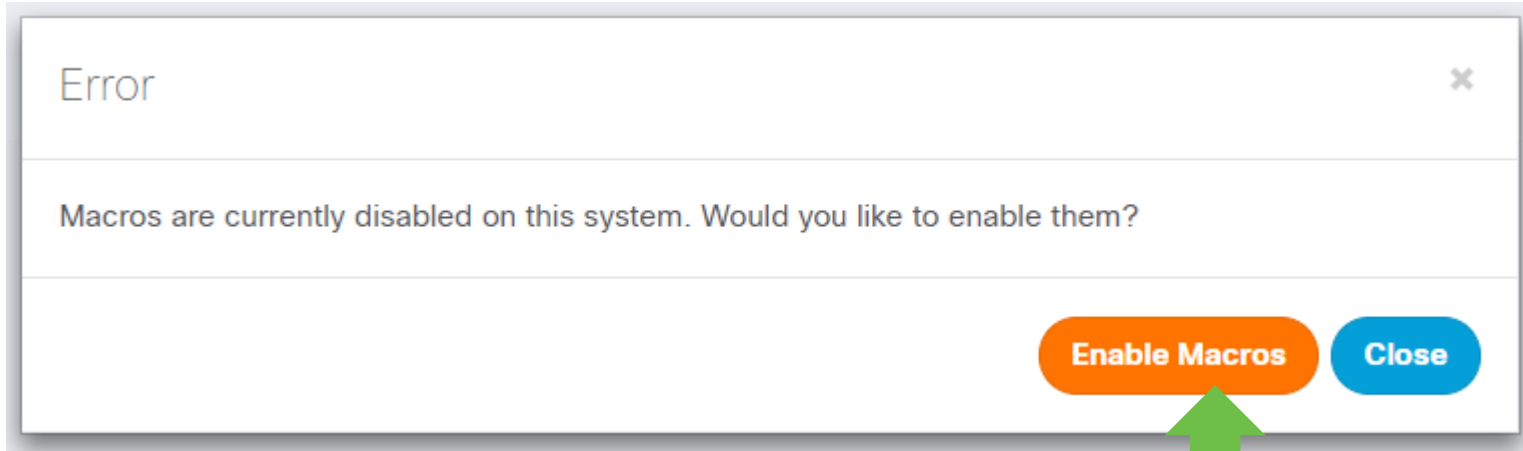 Error
Macros are currently disabled on this system. Would you like to enable them?
Enable Macros
Close